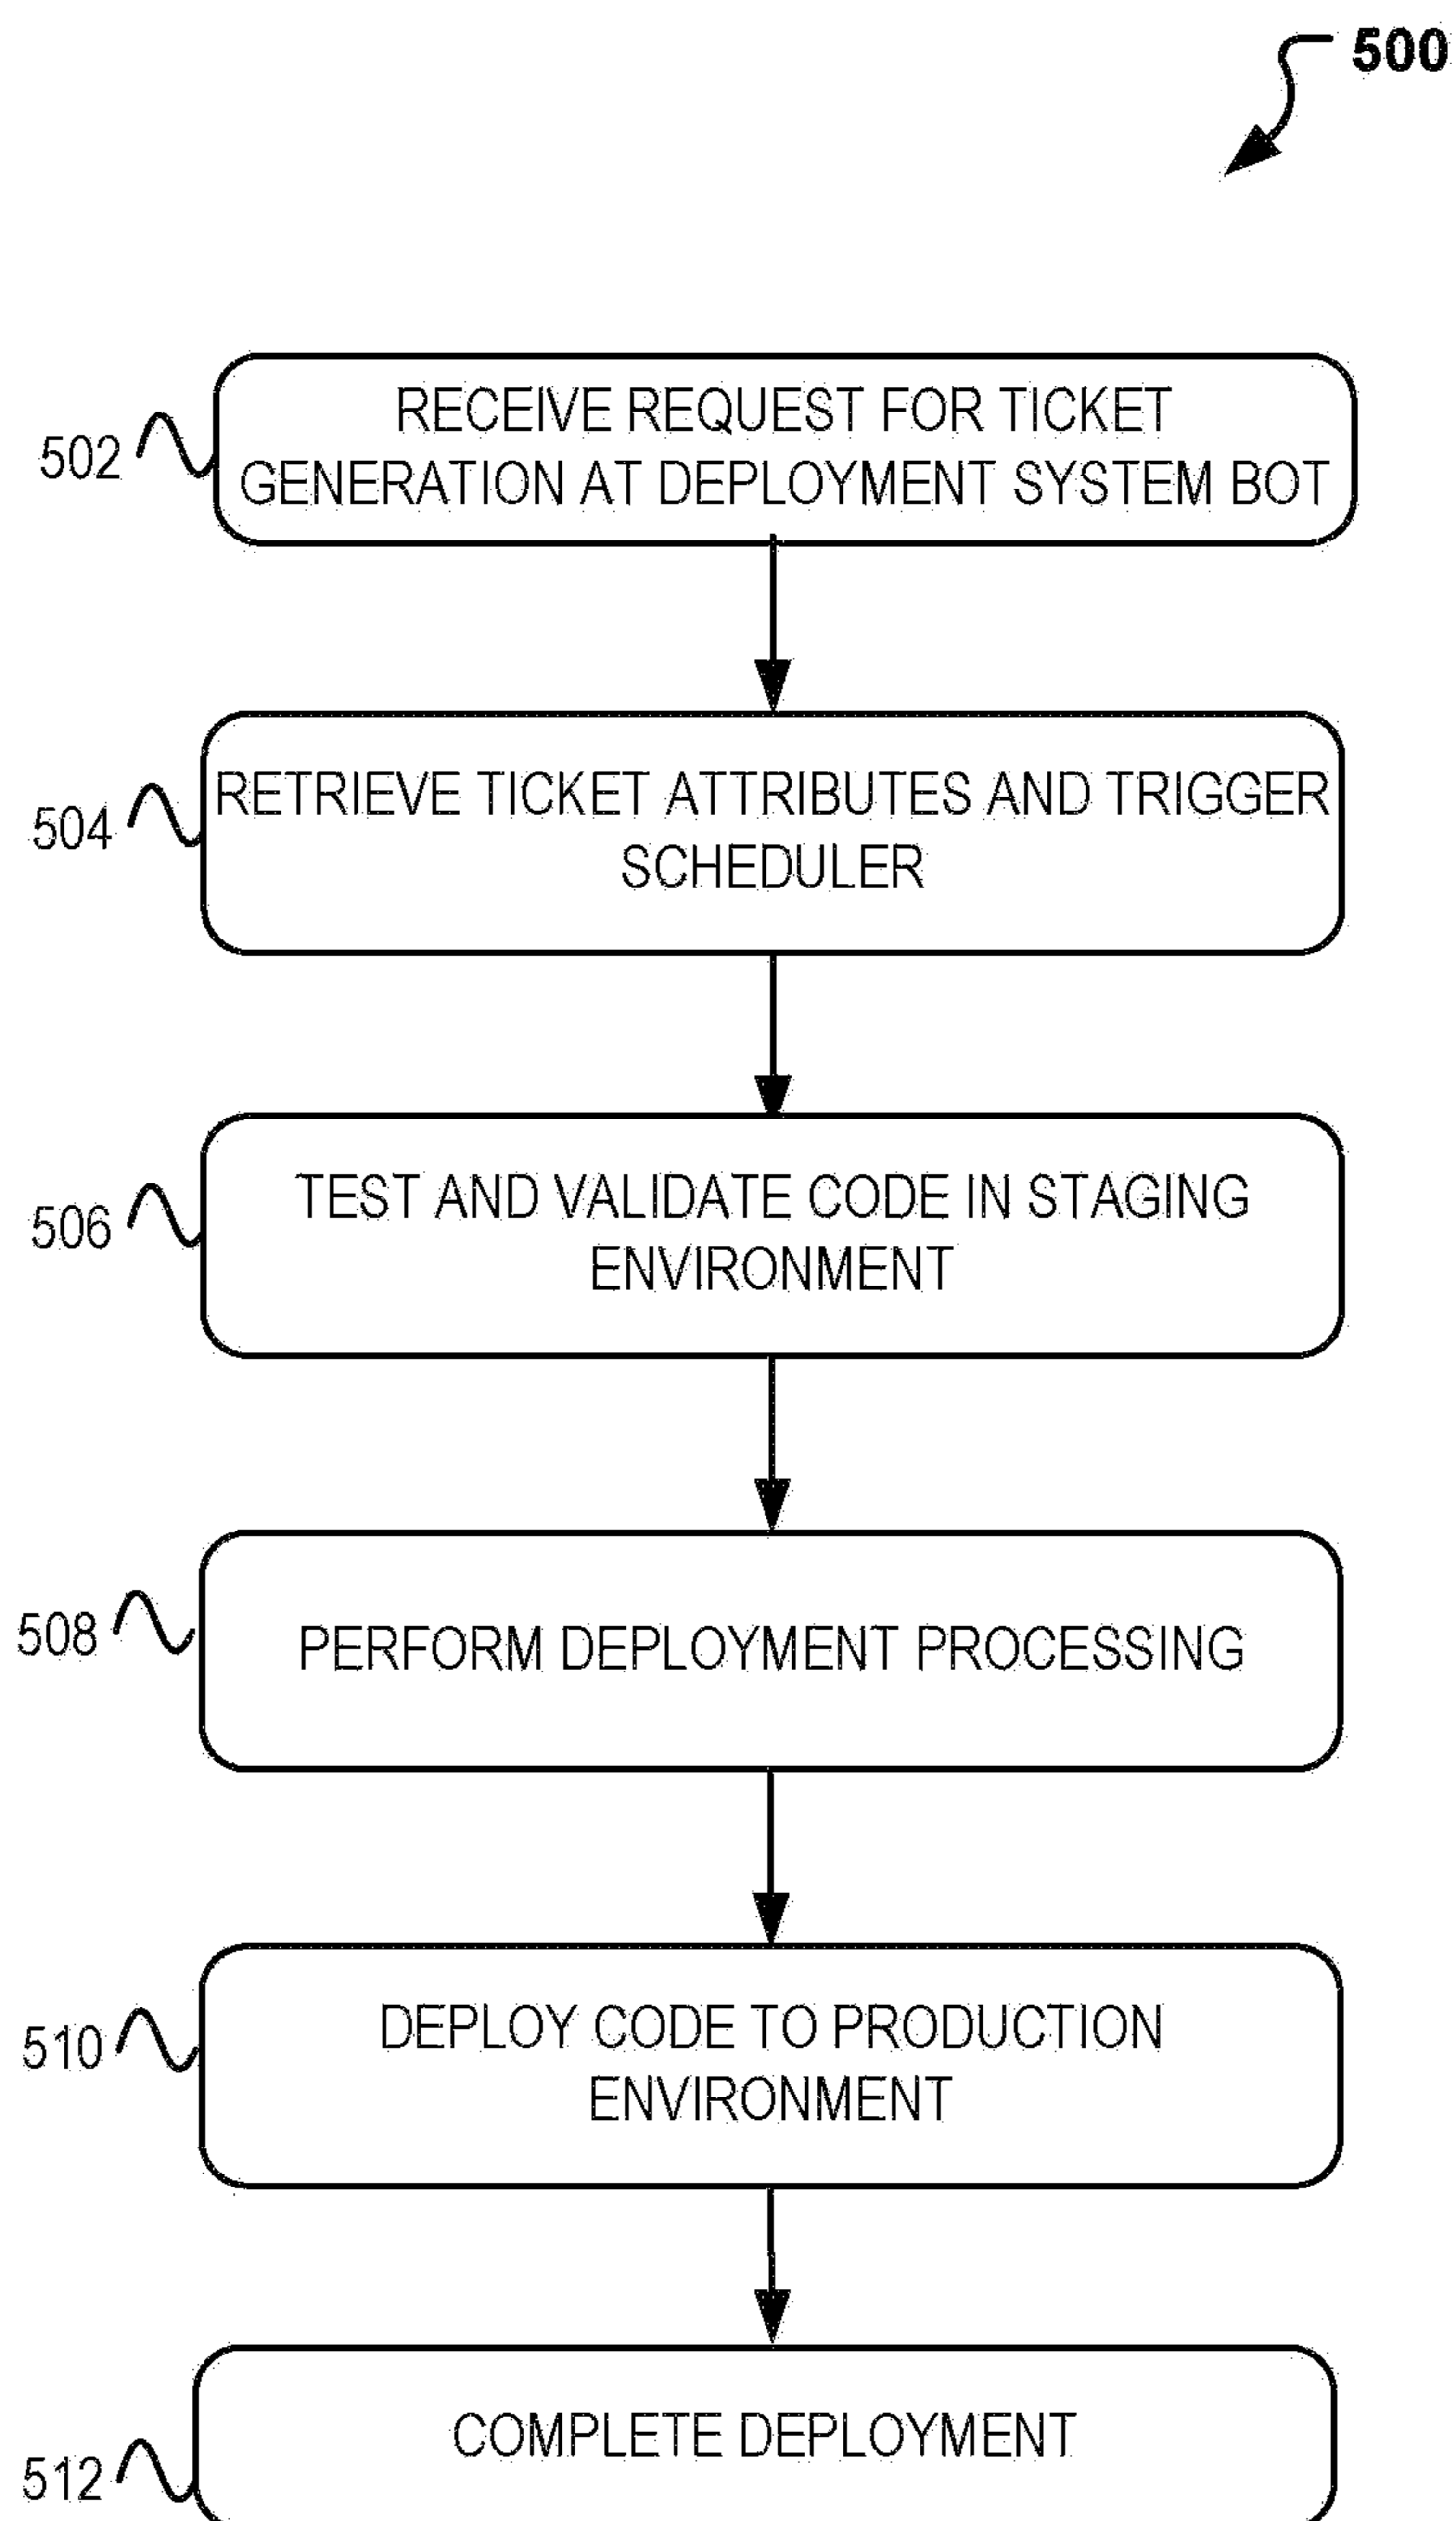 500
RECEIVE REQUEST FOR TICKET
GENERATION AT DEPLOYMENT SYSTEM BOT
502
RETRIEVE TICKET ATTRIBUTES AND TRIGGER
SCHEDULER
504
TEST AND VALIDATE CODE IN STAGING
ENVIRONMENT
506
PERFORM DEPLOYMENT PROCESSING
508
DEPLOY CODE TO PRODUCTION
ENVIRONMENT
510
COMPLETE DEPLOYMENT
512